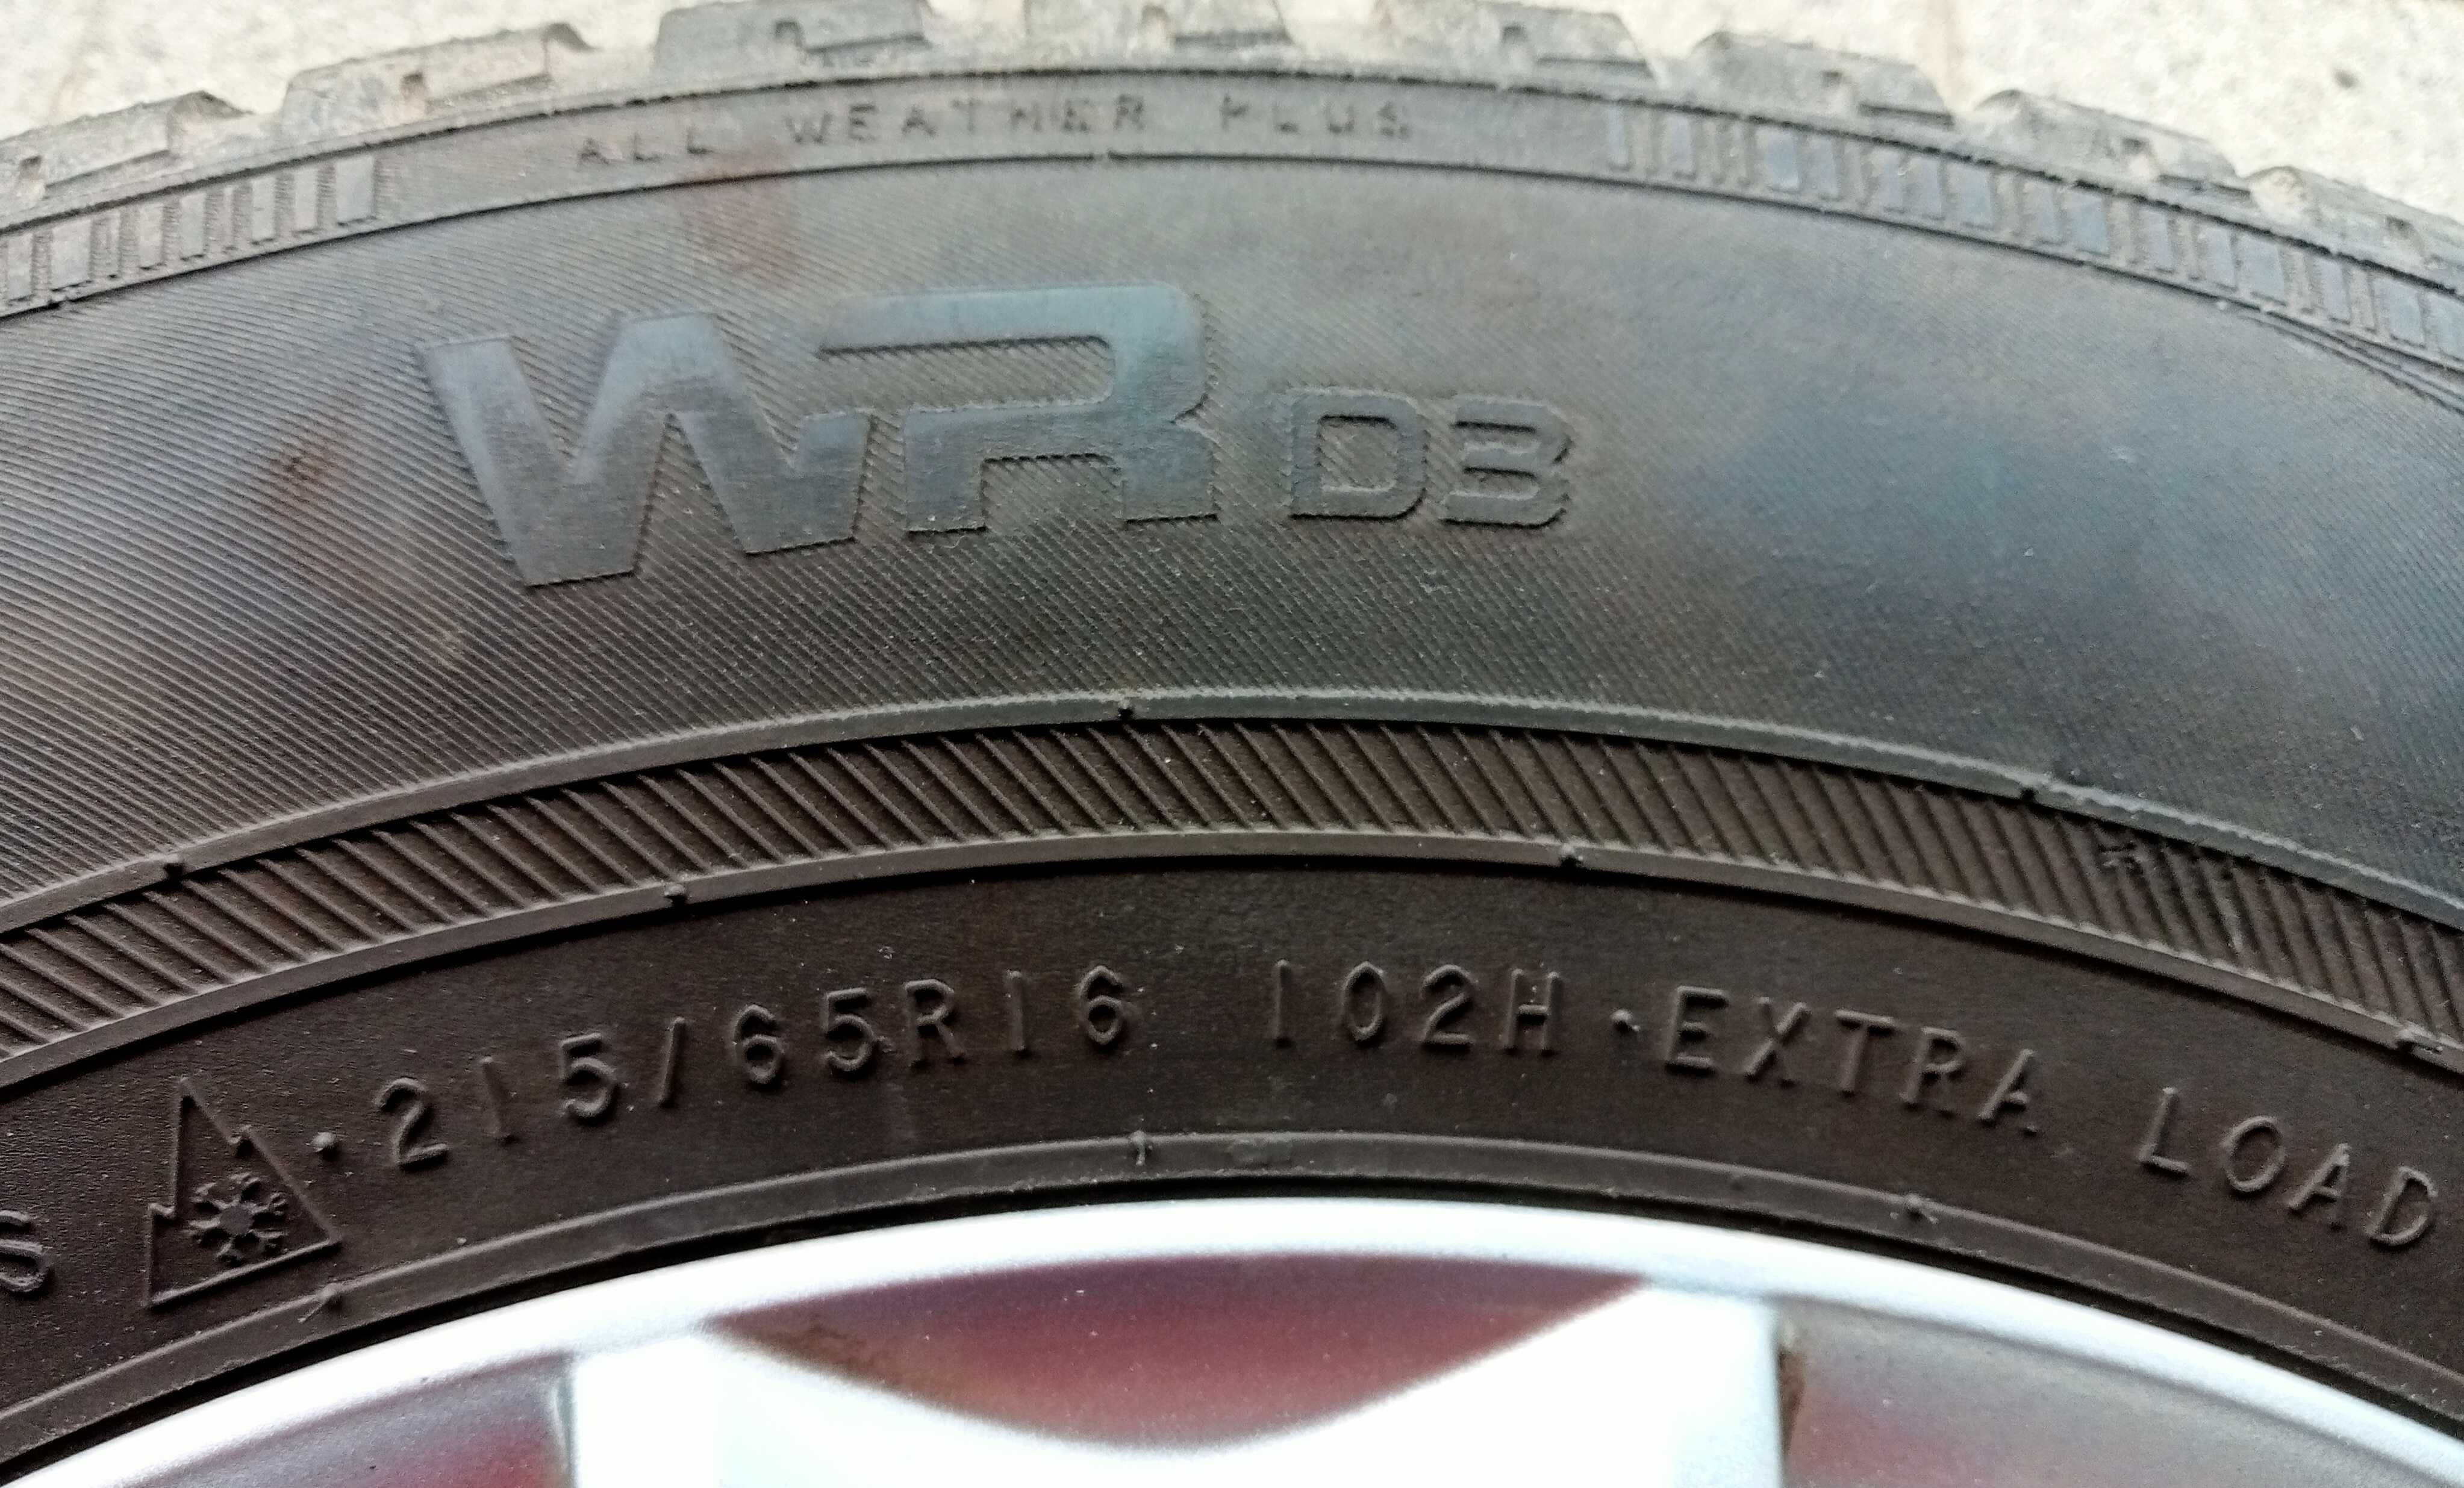 ALL WEATHER PLUS
WR D3
S · 215/65R16 102H · EXTRA LOAD